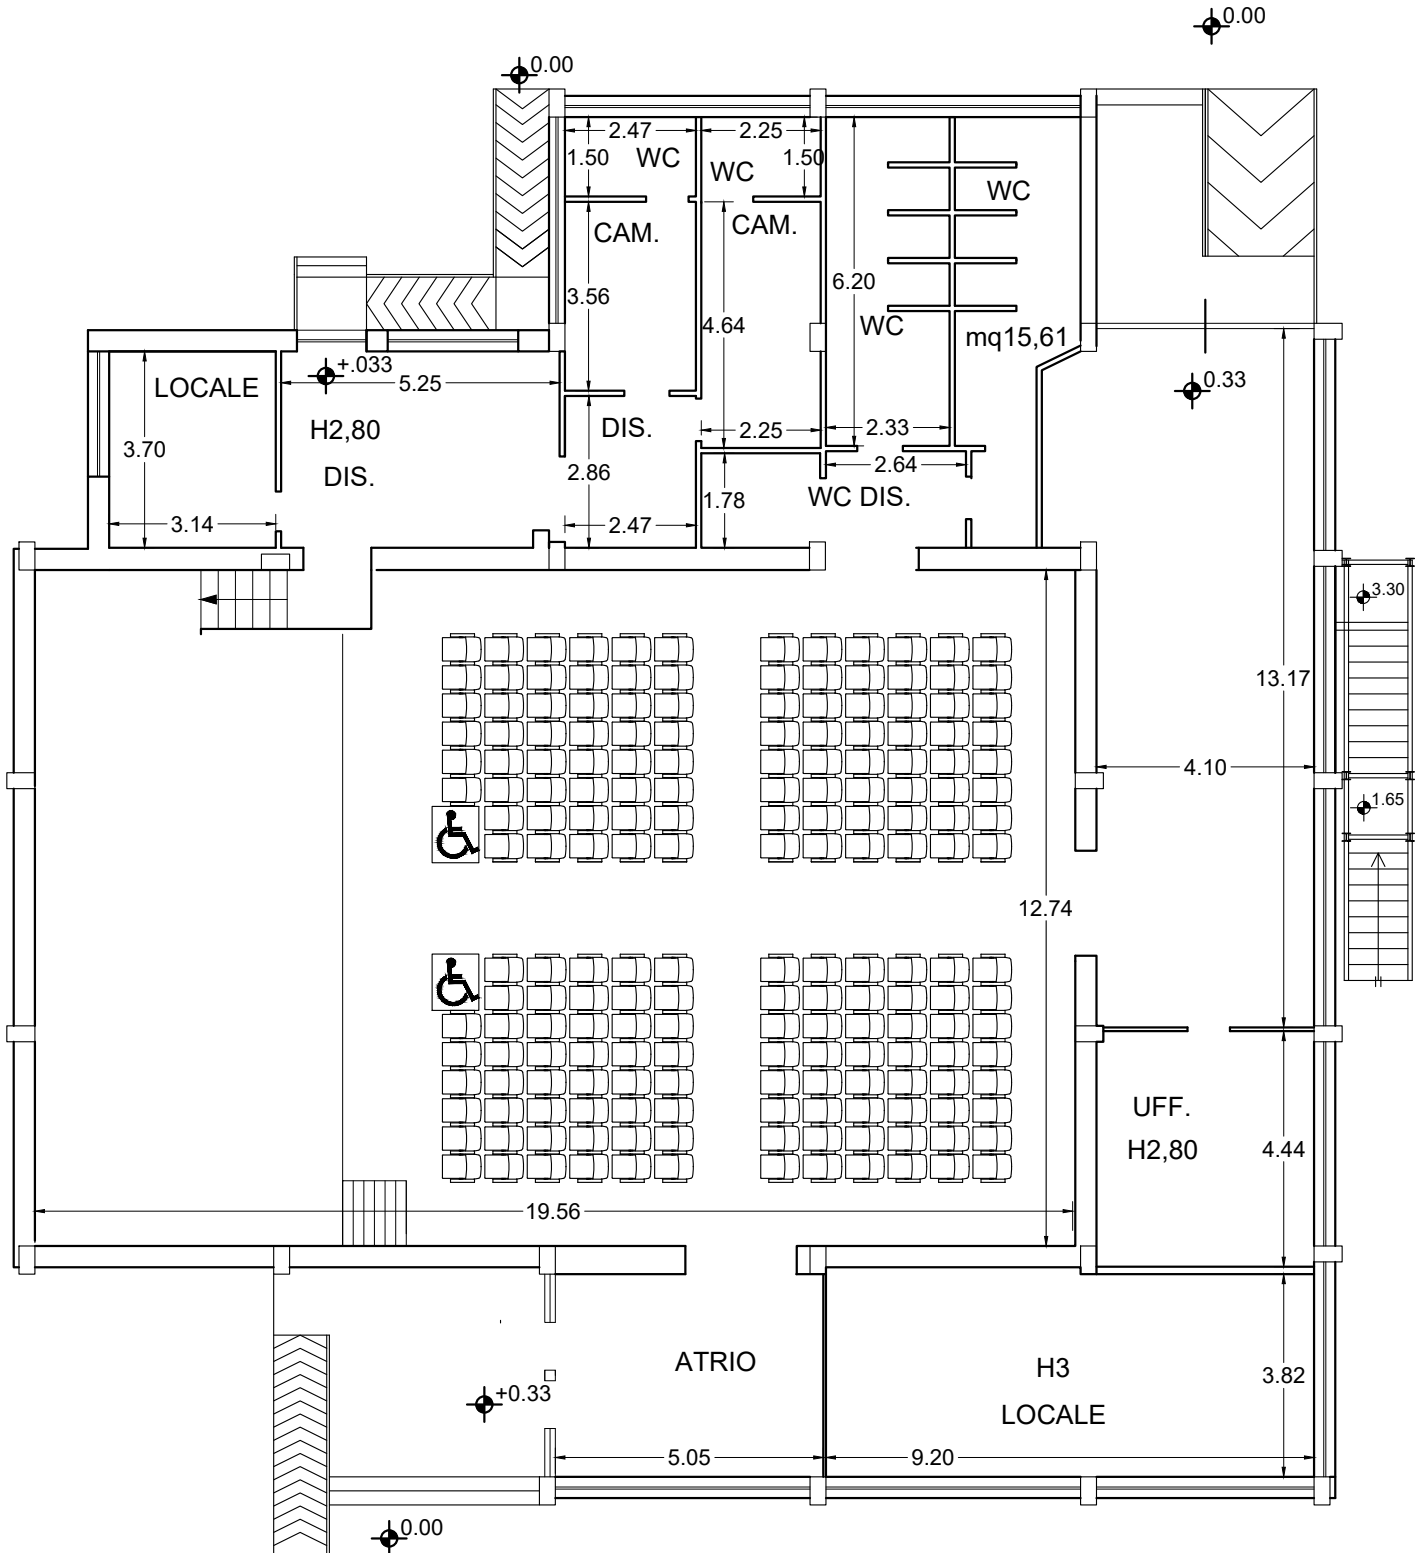 0.00
0.00
2.47
2.25
1.50
WC
WC
1.50
WC
CAM.
CAM.
6.20
3.56
4.64
WC
mq15,61
+.033
LOCALE
5.25
0.33
H2,80
3.70
DIS.
DIS.
2.25
2.33
2.64
2.86
WC DIS.
1.78
3.14
2.47
3.30
13.17
4.10
1.65
12.74
UFF.
H2,80
4.44
19.56
ATRIO
H3
3.82
+0.33
LOCALE
5.05
9.20
0.00